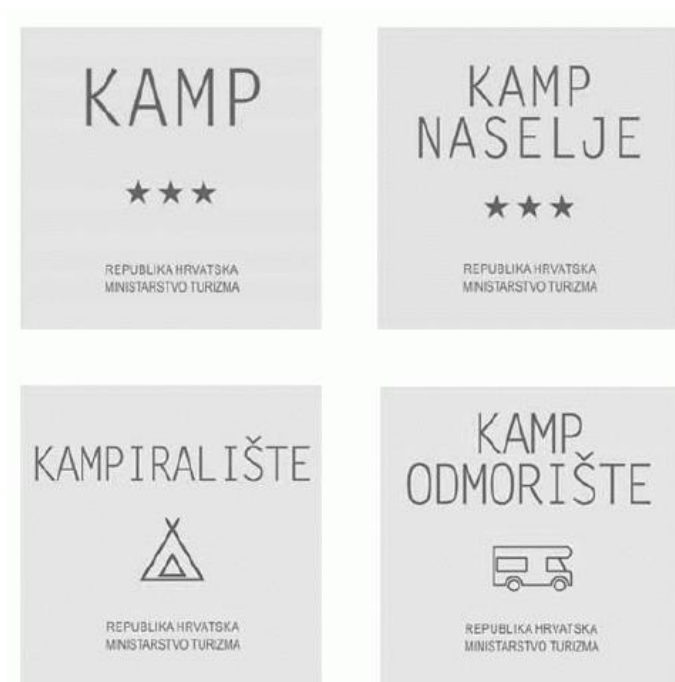 KAMP
★★★
REPUBLIKA HRVATSKA
MINISTARSTVO TURIZMA
KAMP
NASELJE
★★★
REPUBLIKA HRVATSKA
MINISTARSTVO TURIZMA
KAMPIRALIŠTE
REPUBLIKA HRVATSKA
MINISTARSTVO TURIZMA
KAMP
ODMORIŠTE
REPUBLIKA HRVATSKA
MINISTARSTVO TURIZMA